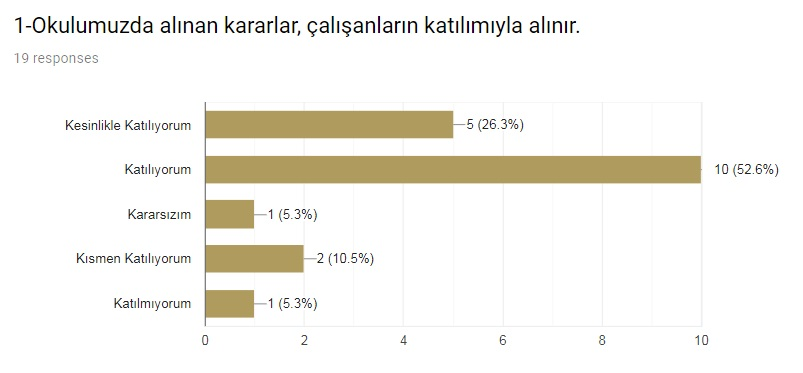 1-Okulumuzda alınan kararlar, çalışanların katılımıyla alınır.
19 responses
Kesinlikle Katılıyorum 5 (26.3%)
Katılıyorum 10 (52.6%)
Kararsızım 1 (5.3%)
Kısmen Katılıyorum 2 (10.5%)
Katılmıyorum 1 (5.3%)
0 2 4 6 8 10